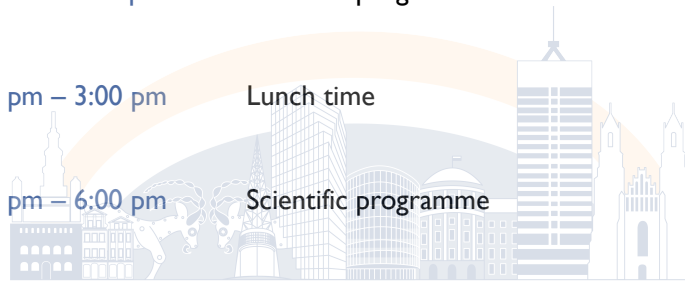 pm – 3:00 pm Lunch time
pm – 6:00 pm Scientific programme